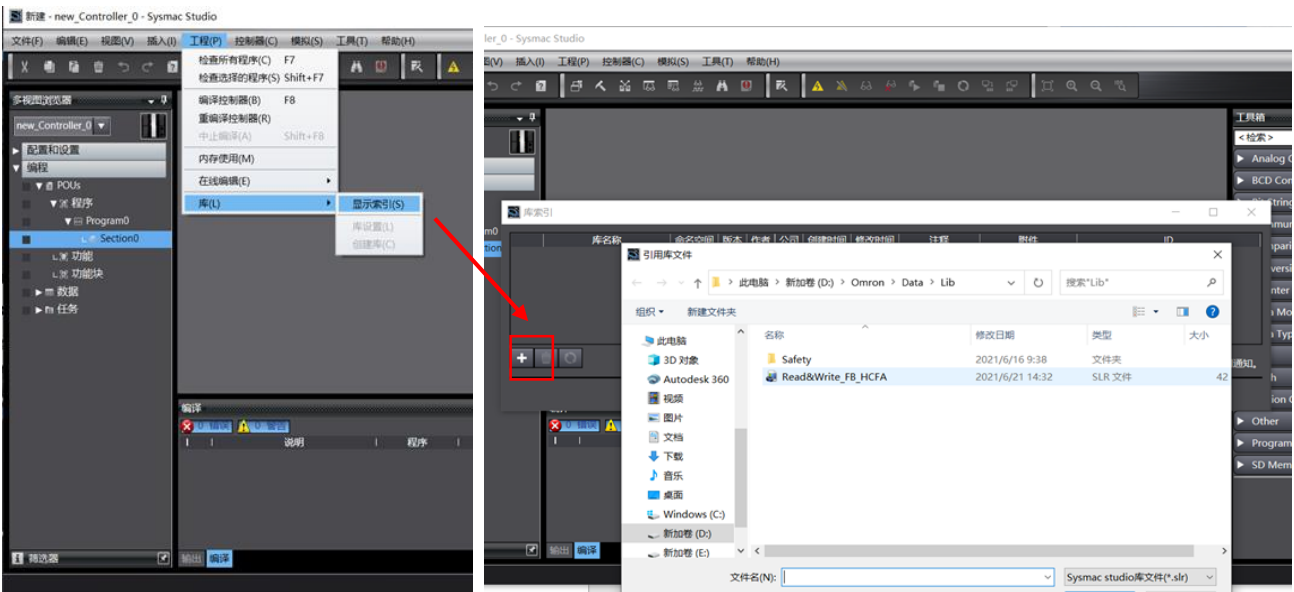 新建 - new_Controller_0 - Sysmac Studio
文件(F) 编辑(E) 视图(V) 插入(I) 工程(P) 控制器(C) 模拟(S) 工具(T) 帮助(H)
检查所有程序(C) F7
检查选择的程序(S) Shift+F7
编译控制器(B) F8
重编译控制器(R)
中止编译(A) Shift+F8
内存使用(M)
在线编辑(E)
库(L)
显示索引(S)
库设置(L)
创建库(C)
多视图浏览器
new_Controller_0
配置和设置
编程
POUs
程序
Program0
Section0
功能
功能块
数据
任务
编译
0 错误 0 警告
说明 程序
筛选器
输出 编译
ler_0 - Sysmac Studio
E(V) 插入(I) 工程(P) 控制器(C) 模拟(S) 工具(T) 帮助(H)
工具箱
<检索>
Analog C
BCD Con
Other
Program
SD Mem
库索引
库名称 命名空间 版本 作者 公司 创建时间 修改时间 注释 附件 ID
通知。
引用库文件
此电脑 > 新加卷 (D:) > Omron > Data > Lib
搜索"Lib"
组织 新建文件夹
名称 修改日期 类型 大小
Safety 2021/6/16 9:38 文件夹
Read&Write_FB_HCFA 2021/6/21 14:32 SLR 文件 42
此电脑
3D 对象
Autodesk 360
视频
图片
文档
下载
音乐
桌面
Windows (C:)
新加卷 (D:)
新加卷 (E:)
文件名(N): Sysmac studio库文件(*.slr)
0 错误
输出 编译